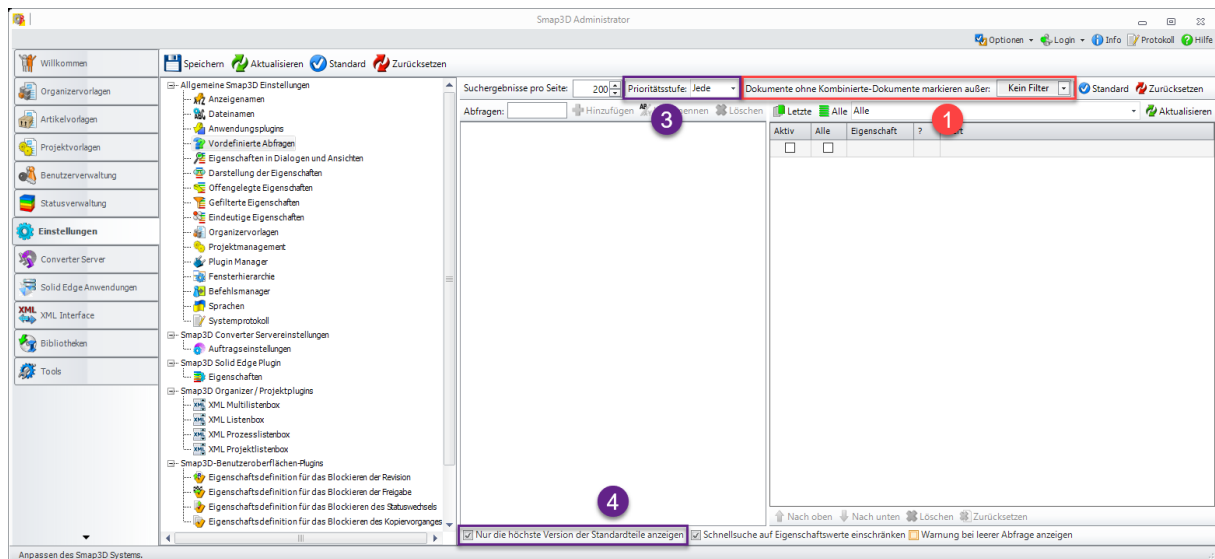 Smap3D Administrator
Optionen Login Info Protokoll Hilfe
Willkommen
Organizervorlagen
Artikelvorlagen
Projektvorlagen
Benutzerverwaltung
Statusverwaltung
Einstellungen
Converter Server
Solid Edge Anwendungen
XML XML Interface
Bibliotheken
Tools
Speichern Aktualisieren Standard Zurücksetzen
Allgemeine Smap3D Einstellungen
Anzeigenamen
Dateinamen
Anwendungsplugins
Vordefinierte Abfragen
Eigenschaften in Dialogen und Ansichten
Darstellung der Eigenschaften
Offengelegte Eigenschaften
Gefilterte Eigenschaften
Eindeutige Eigenschaften
Organizervorlagen
Projektmanagement
Plugin Manager
Fensterhierarchie
Befehlsmanager
Sprachen
Systemprotokoll
Smap3D Converter Servereinstellungen
Auftragseinstellungen
Smap3D Solid Edge Plugin
Eigenschaften
Smap3D Organizer / Projektplugins
XML Multilistenbox
XML Listenbox
XML Prozesslistenbox
XML Projektlistenbox
Smap3D-Benutzeroberflächen-Plugins
Eigenschaftsdefinition für das Blockieren der Revision
Eigenschaftsdefinition für das Blockieren der Freigabe
Eigenschaftsdefinition für das Blockieren des Statuswechsels
Eigenschaftsdefinition für das Blockieren des Kopiervorganges
Suchergebnisse pro Seite: 200 Prioritätsstufe: Jede Dokumente ohne Kombinierte-Dokumente markieren außer: Kein Filter Standard Zurücksetzen
Abfragen: Hinzufügen 3 ennen Löschen Letzte Alle Alle 1 Aktualisieren
Aktiv Alle Eigenschaft ?
4
Nach oben Nach unten Löschen Zurücksetzen
Nur die höchste Version der Standardteile anzeigen Schnellsuche auf Eigenschaftswerte einschränken Warnung bei leerer Abfrage anzeigen
Anpassen des Smap3D Systems.